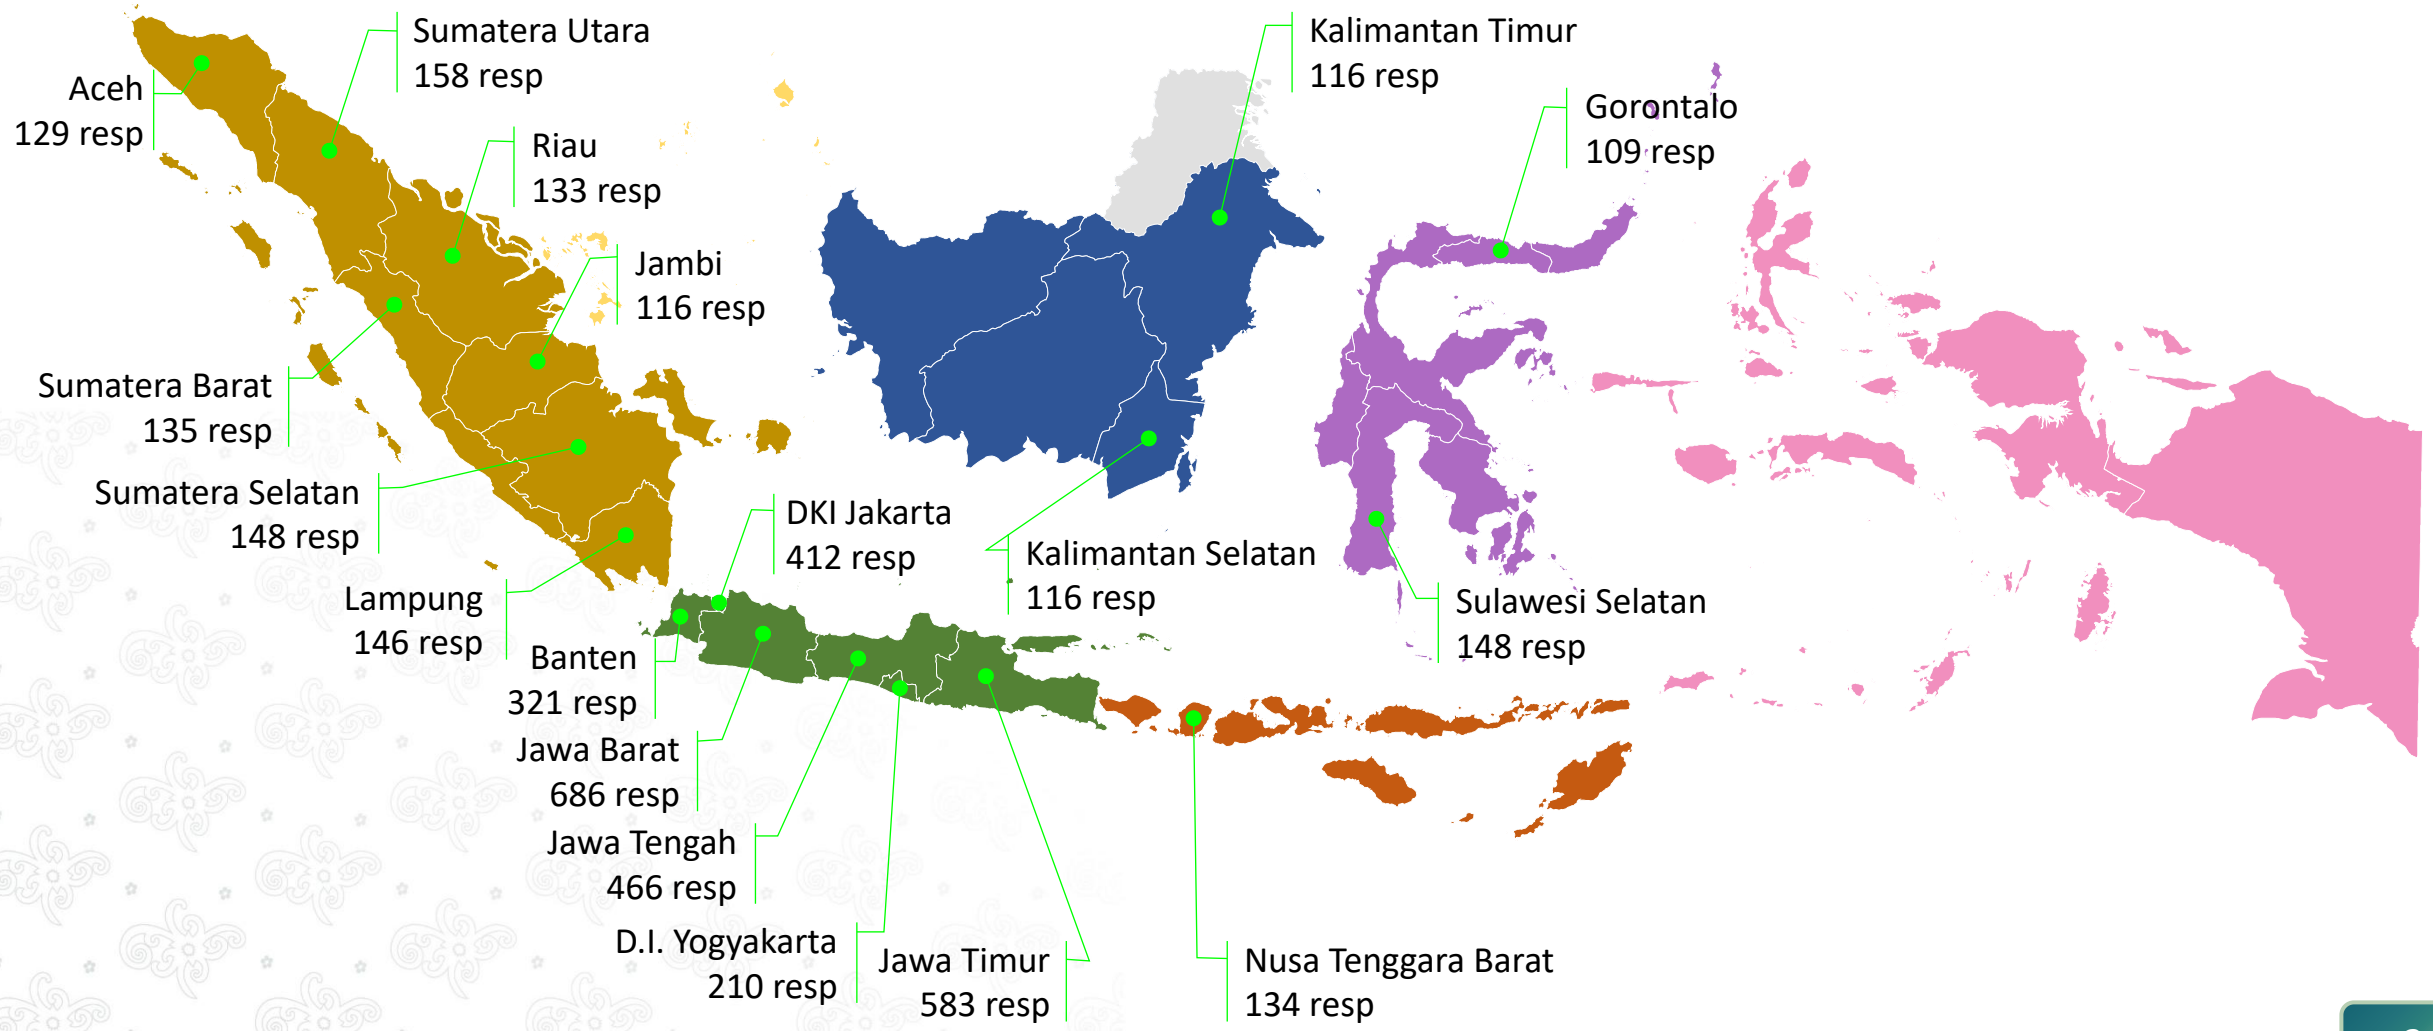 Sumatera Utara
158 resp
Kalimantan Timur
116 resp
Aceh
129 resp
Gorontalo
109 resp
Riau
133 resp
Jambi
116 resp
Sumatera Barat
135 resp
Sumatera Selatan
148 resp
DKI Jakarta
412 resp
Kalimantan Selatan
116 resp
Lampung
146 resp
Sulawesi Selatan
148 resp
Banten
321 resp
Jawa Barat
686 resp
Jawa Tengah
466 resp
D.I. Yogyakarta
210 resp
Jawa Timur
583 resp
Nusa Tenggara Barat
134 resp